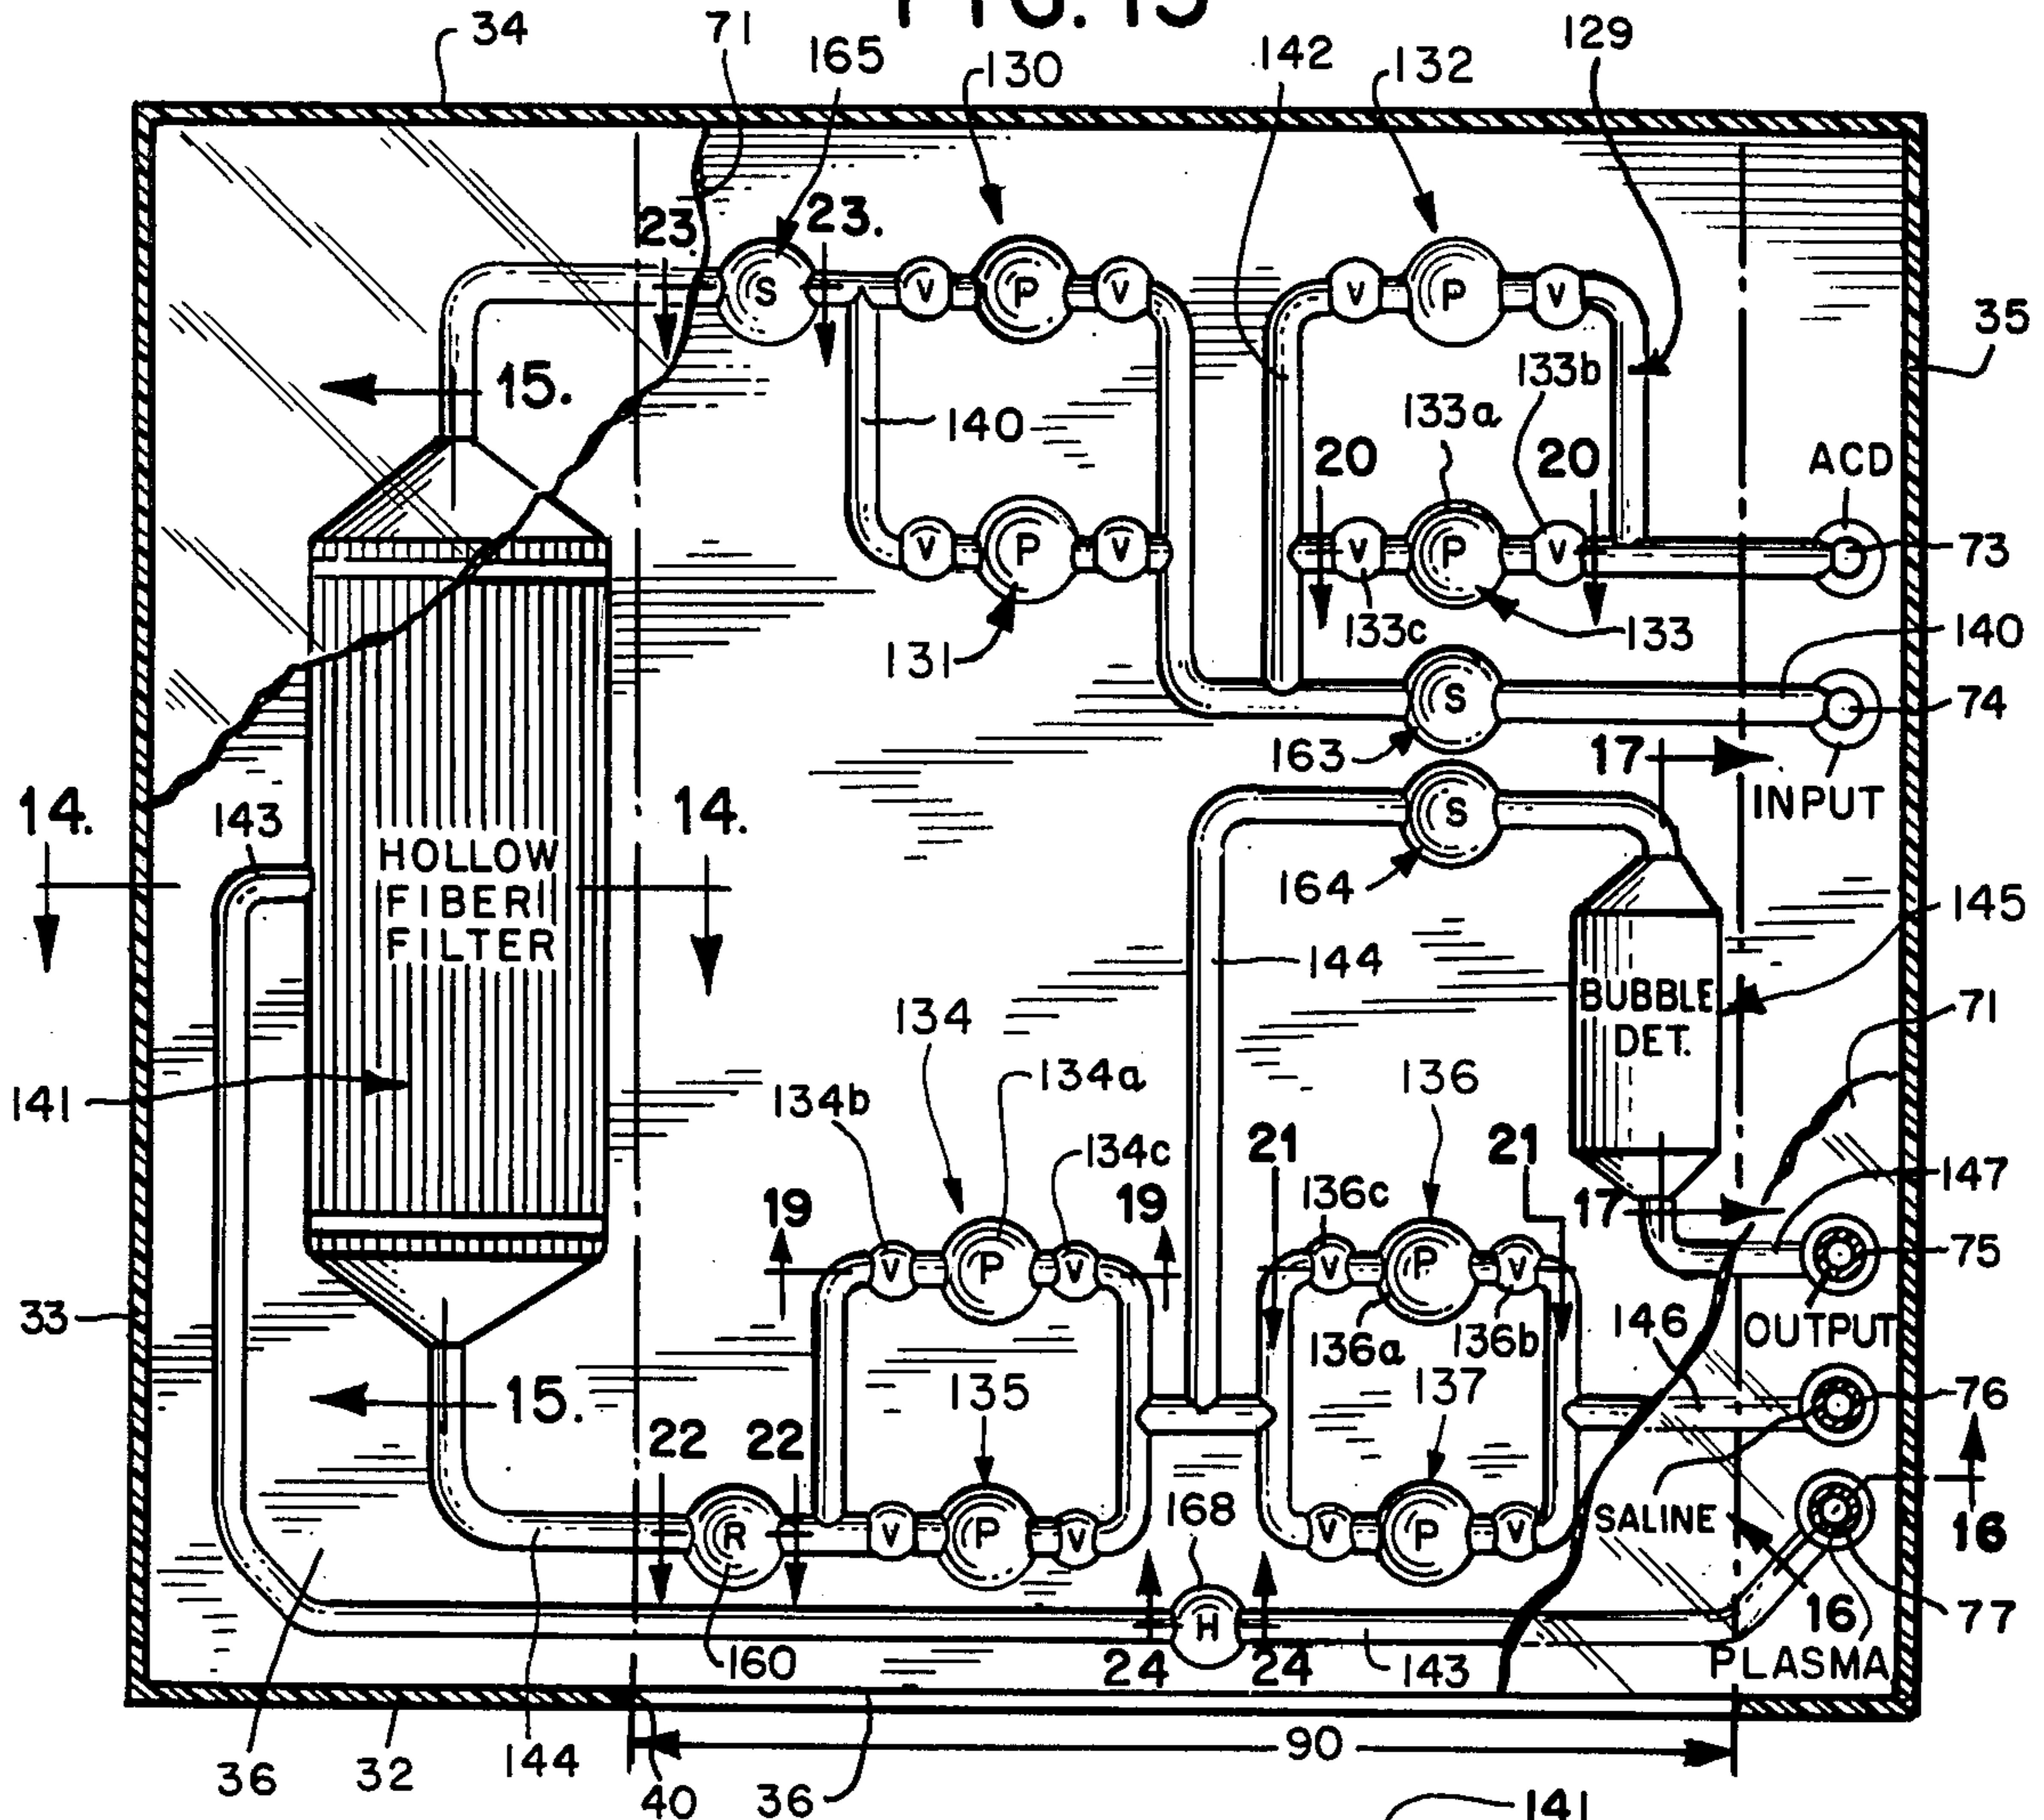 FIG. 13
34
71
165
130
142
132
129
23.
23.
S
V
P
V
V
P
V
35
15.
140
133b
133a
20
20
ACD
V
P
V
V
P
V
73
131
133c
133
140
S
74
163
17
INPUT
14.
143
14.
S
HOLLOW
FIBER
FILTER
164
145
144
BUBBLE
DET.
134
71
141
134b
134a
136
134c
21
21
147
19
19
136c
17
V
P
V
V
P
V
75
33
136a
136b
146
OUTPUT
135
137
15.
76
22
22
168
SALINE
16
R
V
P
V
V
P
V
H
16
77
160
24
24
143
PLASMA
90
36
144
32
40
36
141